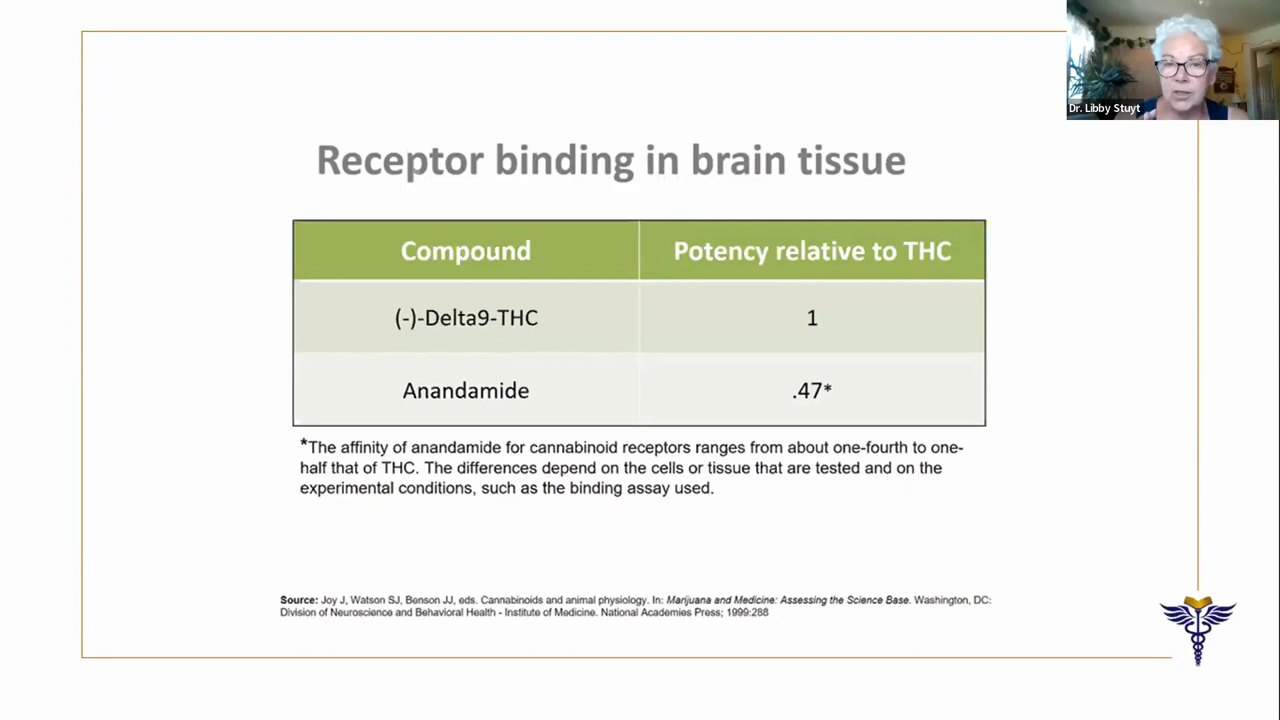 Dr. Libby Stuyt
Receptor binding in brain tissue
Compound Potency relative to THC
(-)-Delta9-THC 1
Anandamide .47*
*The affinity of anandamide for cannabinoid receptors ranges from about one-fourth to one-
half that of THC. The differences depend on the cells or tissue that are tested and on the
experimental conditions, such as the binding assay used.
Source: Joy J, Watson SJ, Benson JJ, eds. Cannabinoids and animal physiology. In: Marijuana and Medicine: Assessing the Science Base. Washington, DC:
Division of Neuroscience and Behavioral Health - Institute of Medicine. National Academies Press; 1999:288